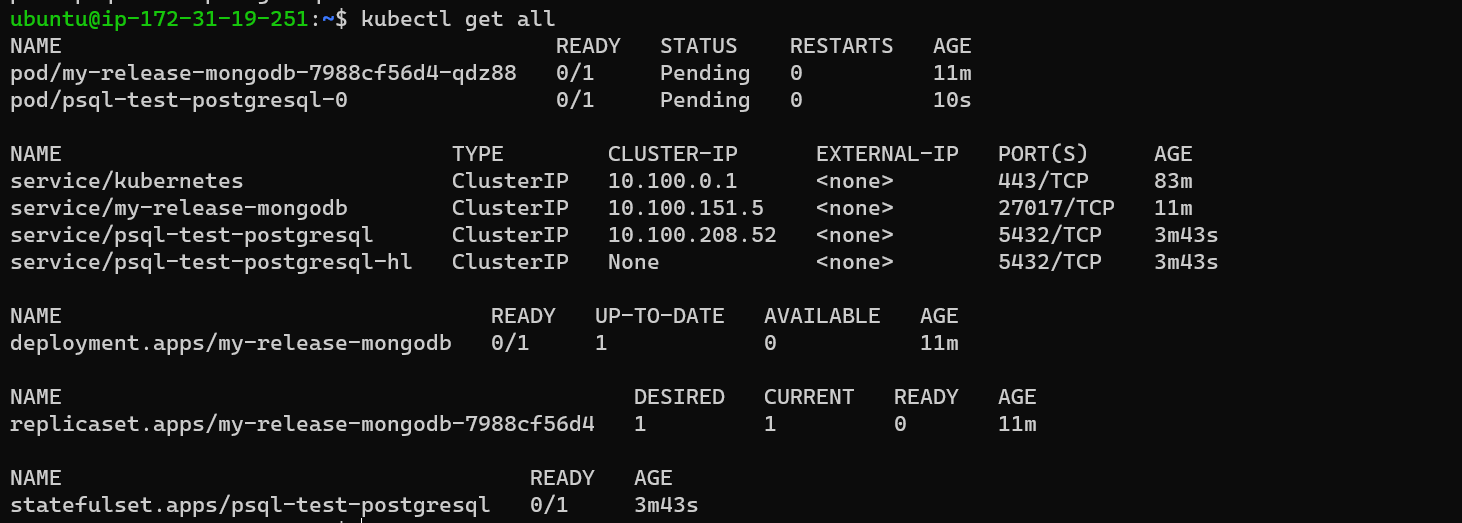 ubuntu@ip-172-31-19-251:~$ kubectl get all
NAME READY STATUS RESTARTS AGE
pod/my-release-mongodb-7988cf56d4-qdz88 0/1 Pending 0 11m
pod/psql-test-postgresql-0 0/1 Pending 0 10s
NAME TYPE CLUSTER-IP EXTERNAL-IP PORT(S) AGE
service/kubernetes ClusterIP 10.100.0.1 <none> 443/TCP 83m
service/my-release-mongodb ClusterIP 10.100.151.5 <none> 27017/TCP 11m
service/psql-test-postgresql ClusterIP 10.100.208.52 <none> 5432/TCP 3m43s
service/psql-test-postgresql-hl ClusterIP None <none> 5432/TCP 3m43s
NAME READY UP-TO-DATE AVAILABLE AGE
deployment.apps/my-release-mongodb 0/1 1 0 11m
NAME DESIRED CURRENT READY AGE
replicaset.apps/my-release-mongodb-7988cf56d4 1 1 0 11m
NAME READY AGE
statefulset.apps/psql-test-postgresql 0/1 3m43s